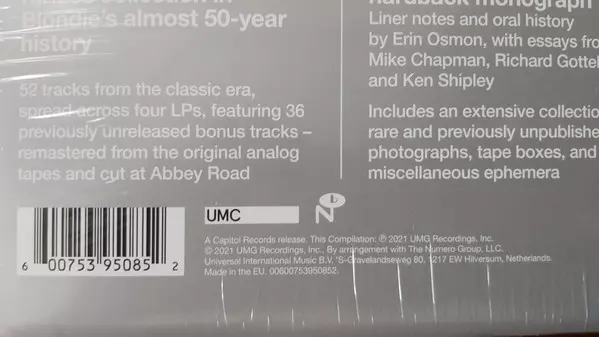 Blondie's almost 50-year
history
52 tracks from the classic era,
spread across four LPs, featuring 36
previously unreleased bonus tracks –
remastered from the original analog
tapes and cut at Abbey Road
hardback monograph
Liner notes and oral history
by Erin Osmon, with essays from
Mike Chapman, Richard
and Ken Shipley
Includes an extensive
rare and previously
photographs, tape boxes, and
miscellaneous ephemera
UMC
N
A Capitol Records release. This Compilation: ℗ 2021 UMG Recordings, Inc.
© 2021 UMG Recordings, Inc., By arrangement with The Numero Group, LLC.
Universal International Music B.V. 'S-Gravelandseweg 80, 1217 EW Hilversum, Netherlands.
Made in the EU. 00600753950852.
6 00753 95085 2